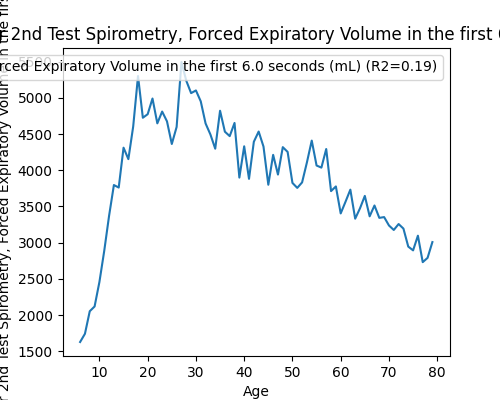 2nd Test Spirometry, Forced Expiratory Volume in the first
rced Expiratory Volume in the first 6.0 seconds (mL) (R2=0.19)
r 2nd Test Spirometry, Forced Expiratory Volume in the firs
5500
5000
4500
4000
3500
3000
2500
2000
1500
10 20 30 40 50 60 70 80
Age